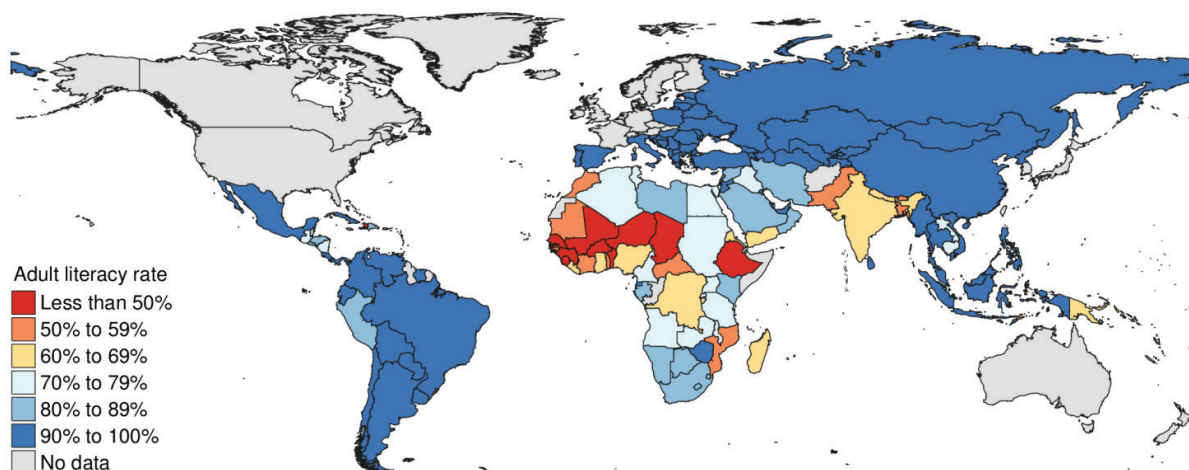 Adult literacy rate
Less than 50%
50% to 59%
60% to 69%
70% to 79%
80% to 89%
90% to 100%
No data